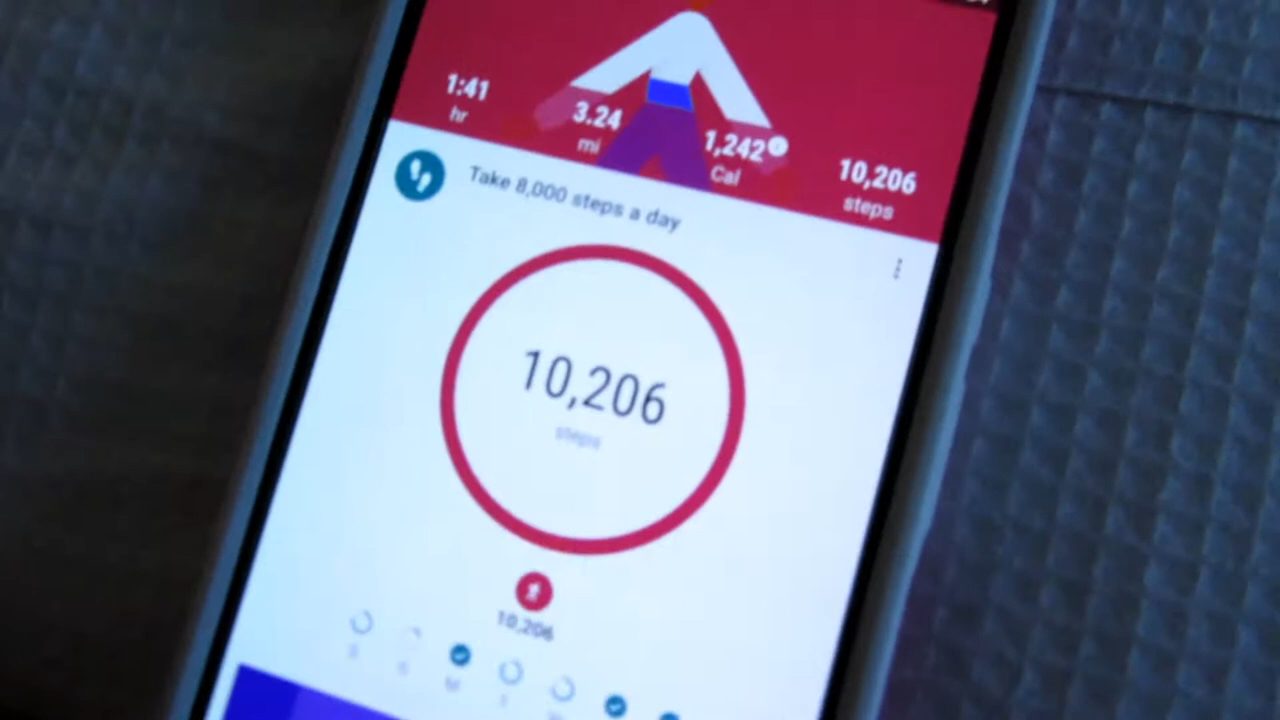 1:41
hr
3.24
mi
1,242
Cal
10,206
steps
Take 8,000 steps a day
10,206
steps
10,206
M